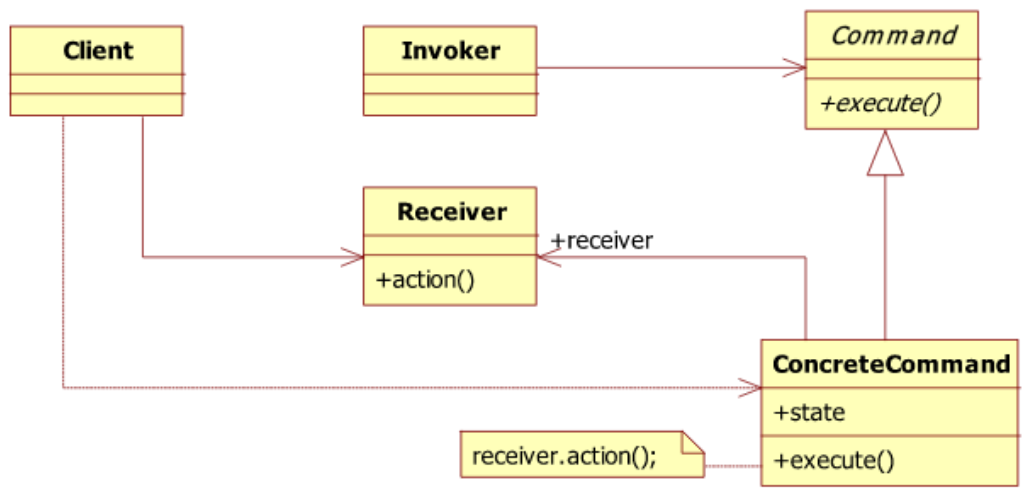 Client
Invoker
Command
+execute()
Receiver
+action()
+receiver
ConcreteCommand
+state
+execute()
receiver.action();